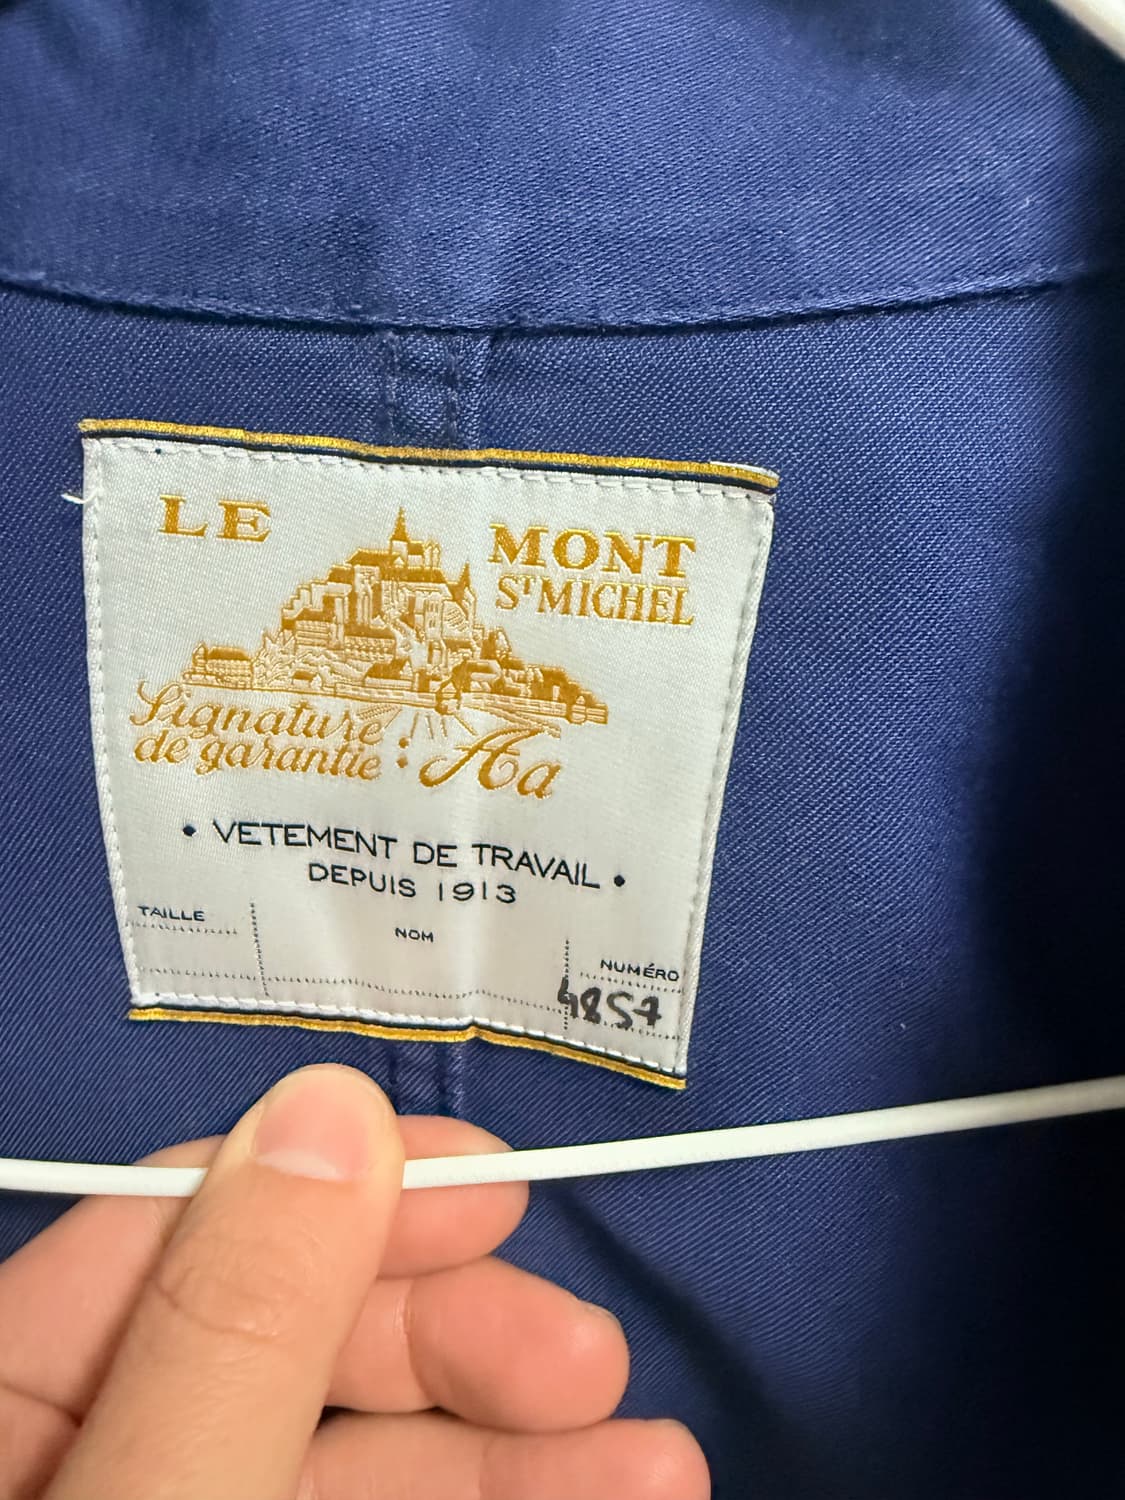 LE MONT
ST MICHEL
Signature
de garantie : Aa
• VETEMENT DE TRAVAIL •
DEPUIS 1913
TAILLE
NOM
NUMÉRO
4857